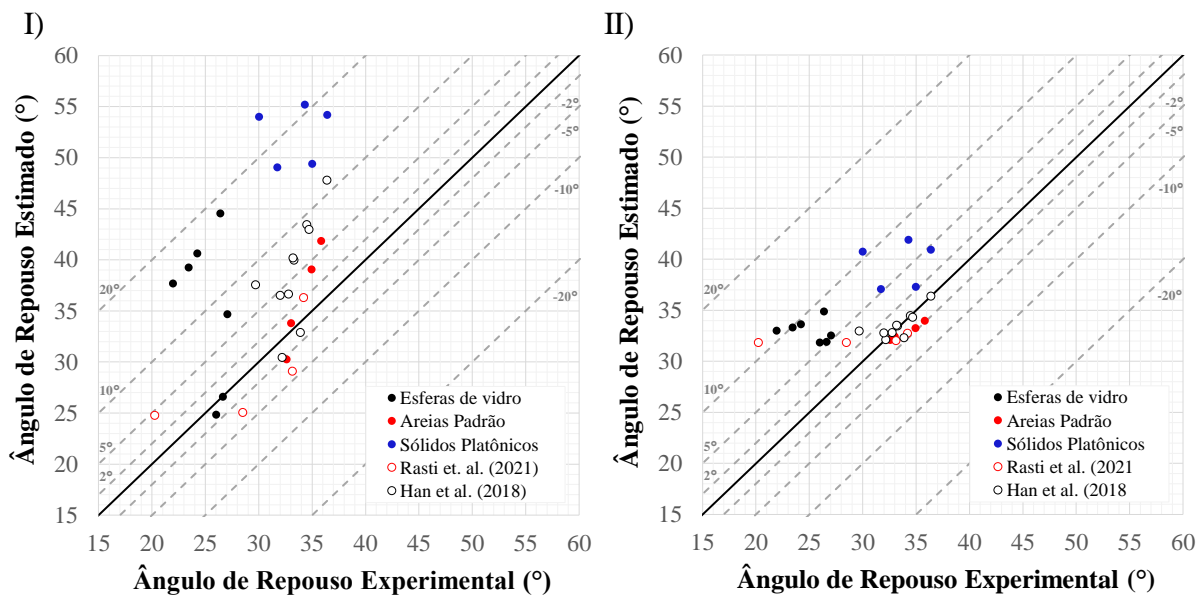 I)
60
55
50
45
40
35
30
25
20
15
15 20 25 30 35 40 45 50 55 60
Ângulo de Repouso Estimado (°)
Ângulo de Repouso Experimental (°)
20°
10°
5°
2°
-2°
-5°
-10°
-20°
Esferas de vidro
Areias Padrão
Sólidos Platônicos
Rasti et. al. (2021)
Han et al. (2018)
II)
60
55
50
45
40
35
30
25
20
15
15 20 25 30 35 40 45 50 55 60
Ângulo de Repouso Estimado (°)
Ângulo de Repouso Experimental (°)
20°
10°
5°
2°
-2°
-5°
-10°
-20°
Esferas de vidro
Areias Padrão
Sólidos Platônicos
Rasti et. al. (2021
Han et al. (2018